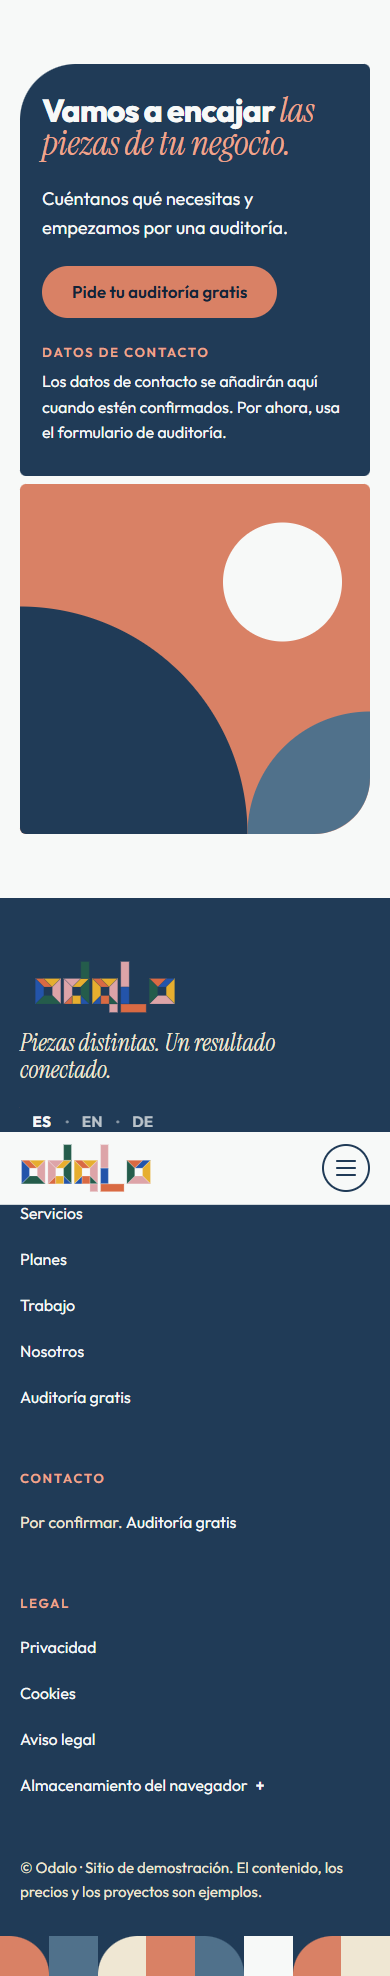 Vamos a encajar las
piezas de tu negocio.
Cuéntanos qué necesitas y
empezamos por una auditoría.
Pide tu auditoría gratis
DATOS DE CONTACTO
Los datos de contacto se añadirán aquí
cuando estén confirmados. Por ahora, usa
el formulario de auditoría.
odalo
Piezas distintas. Un resultado
conectado.
ES · EN · DE
odalo
Servicios
Planes
Trabajo
Nosotros
Auditoría gratis
CONTACTO
Por confirmar. Auditoría gratis
LEGAL
Privacidad
Cookies
Aviso legal
Almacenamiento del navegador +
© Odalo · Sitio de demostración. El contenido, los
precios y los proyectos son ejemplos.